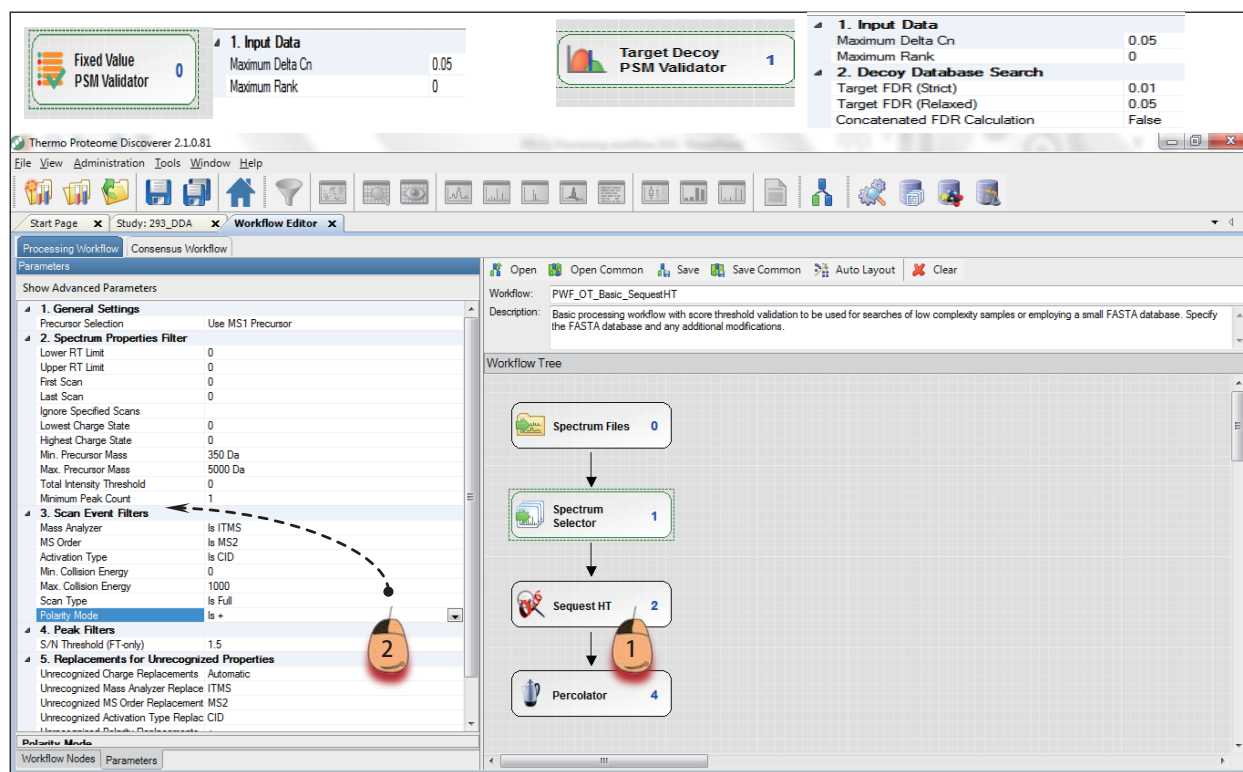 Fixed Value
PSM Validator 0
1. Input Data
Maximum Delta Cn 0.05
Maximum Rank 0
Target Decoy
PSM Validator 1
1. Input Data
Maximum Delta Cn 0.05
Maximum Rank 0
2. Decoy Database Search
Target FDR (Strict) 0.01
Target FDR (Relaxed) 0.05
Concatenated FDR Calculation False
Thermo Proteome Discoverer 2.1.0.81
File View Administration Tools Window Help
Start Page x Study: 293_DDA x Workflow Editor x
Processing Workflow Consensus Workflow
Parameters
Show Advanced Parameters
1. General Settings
Precursor Selection Use MS1 Precursor
2. Spectrum Properties Filter
Lower RT Limit 0
Upper RT Limit 0
First Scan 0
Last Scan 0
Ignore Specified Scans
Lowest Charge State 0
Highest Charge State 0
Min. Precursor Mass 350 Da
Max. Precursor Mass 5000 Da
Total Intensity Threshold 0
Minimum Peak Count 1
3. Scan Event Filters
Mass Analyzer Is ITMS
MS Order Is MS2
Activation Type Is CID
Min. Collision Energy 0
Max. Collision Energy 1000
Scan Type Is Full
Polarity Mode Is +
4. Peak Filters
S/N Threshold (FT-only) 1.5
5. Replacements for Unrecognized Properties
Unrecognized Charge Replacements Automatic
Unrecognized Mass Analyzer Replace ITMS
Unrecognized MS Order Replacement MS2
Unrecognized Activation Type Replac CID
Polarity Mode
Workflow Nodes Parameters
2
Open Open Common Save Save Common Auto Layout Clear
Workflow: PWF_OT_Basic_SequestHT
Description: Basic processing workflow with score threshold validation to be used for searches of low complexity samples or employing a small FASTA database. Specify
the FASTA database and any additional modifications.
Workflow Tree
Spectrum Files 0
Spectrum
Selector 1
Sequest HT 2
1
Percolator 4